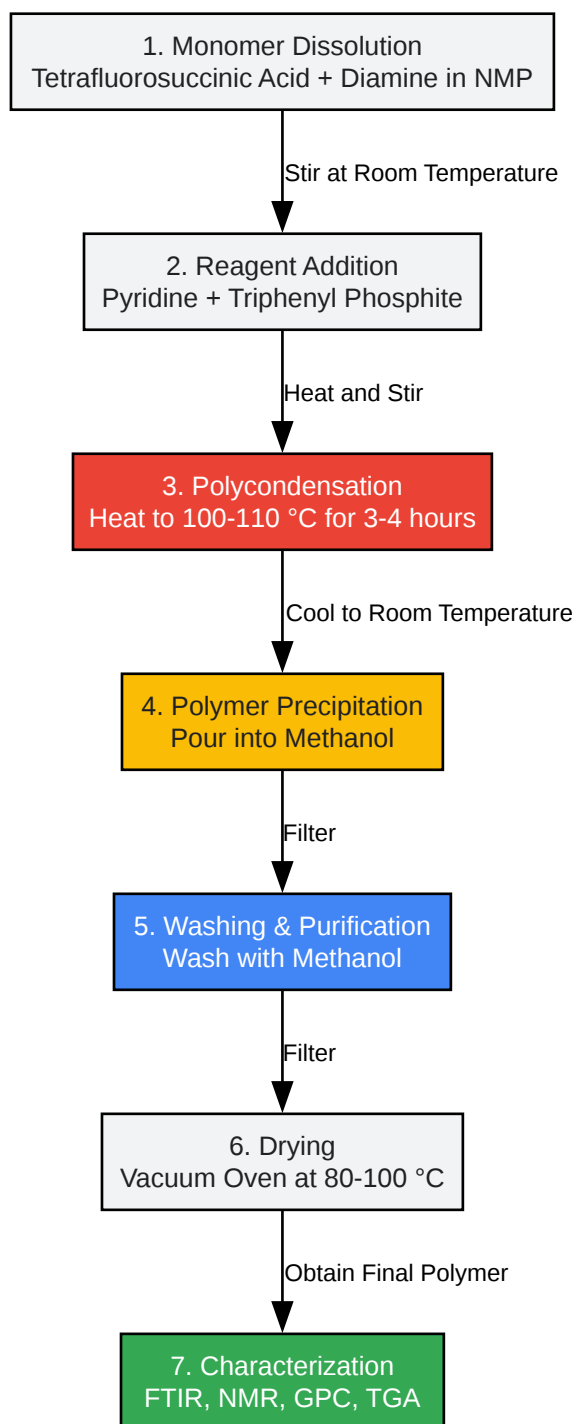 1. Monomer Dissolution
Tetrafluorosuccinic Acid + Diamine in NMP
Stir at Room Temperature
2. Reagent Addition
Pyridine + Triphenyl Phosphite
Heat and Stir
3. Polycondensation
Heat to 100-110 °C for 3-4 hours
Cool to Room Temperature
4. Polymer Precipitation
Pour into Methanol
Filter
5. Washing & Purification
Wash with Methanol
Filter
6. Drying
Vacuum Oven at 80-100 °C
Obtain Final Polymer
7. Characterization
FTIR, NMR, GPC, TGA